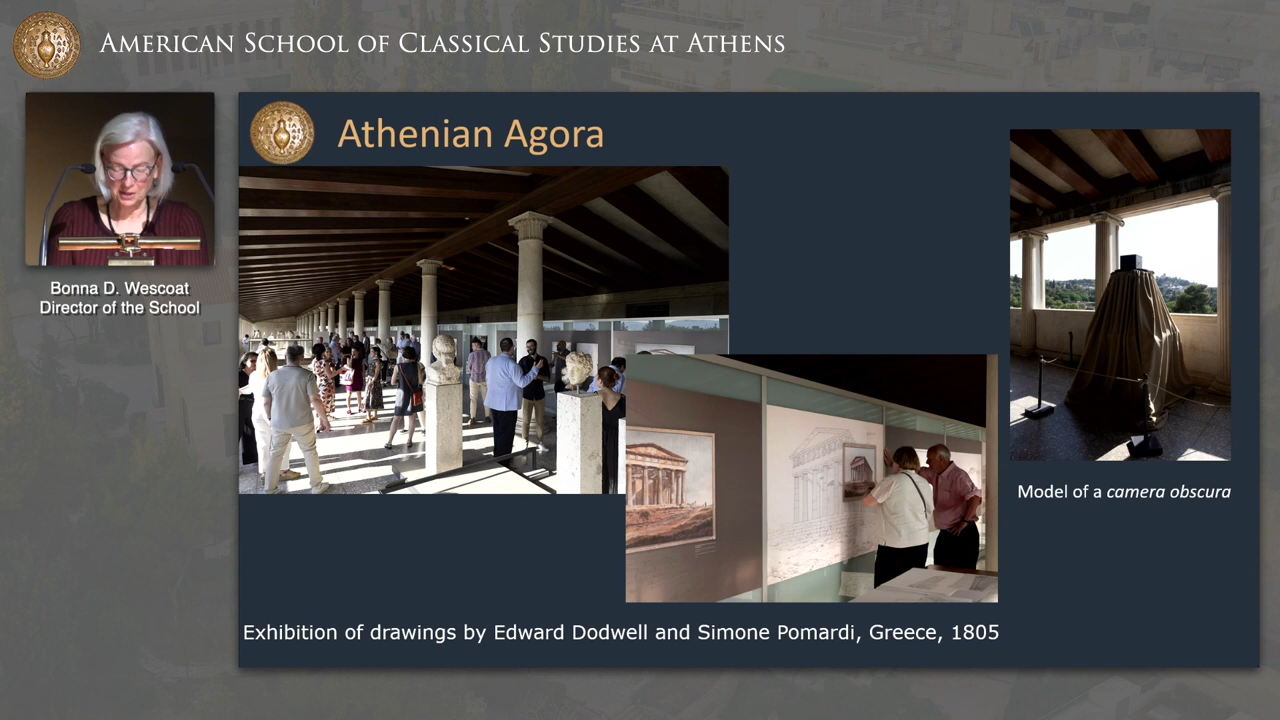 AMERICAN SCHOOL OF CLASSICAL STUDIES AT ATHENS
Bonna D. Wescoat
Director of the School
Athenian Agora
Model of a camera obscura
Exhibition of drawings by Edward Dodwell and Simone Pomardi, Greece, 1805